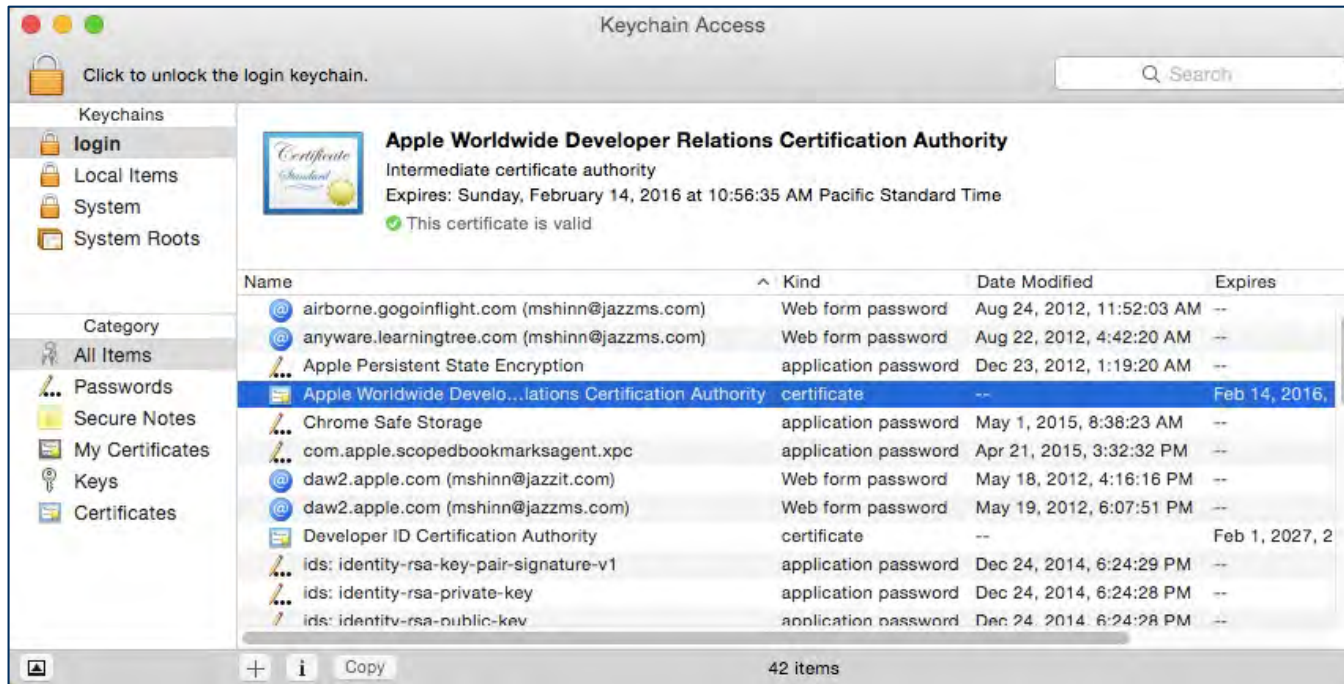 Keychain Access
Click to unlock the login keychain.
Search
Keychains
login
Local Items
System
System Roots
Category
All Items
Passwords
Secure Notes
My Certificates
Keys
Certificates
Certificate
Standard
Apple Worldwide Developer Relations Certification Authority
Intermediate certificate authority
Expires: Sunday, February 14, 2016 at 10:56:35 AM Pacific Standard Time
This certificate is valid
Name Kind Date Modified Expires
airborne.gogoinflight.com (mshinn@jazzms.com) Web form password Aug 24, 2012, 11:52:03 AM --
anyware.learningtree.com (mshinn@jazzms.com) Web form password Aug 22, 2012, 4:42:20 AM --
Apple Persistent State Encryption application password Dec 23, 2012, 1:19:20 AM --
Apple Worldwide Develo...lations Certification Authority certificate -- Feb 14, 2016,
Chrome Safe Storage application password May 1, 2015, 8:38:23 AM --
com.apple.scopedbookmarksagent.xpc application password Apr 21, 2015, 3:32:32 PM --
daw2.apple.com (mshinn@jazzit.com) Web form password May 18, 2012, 4:16:16 PM --
daw2.apple.com (mshinn@jazzms.com) Web form password May 19, 2012, 6:07:51 PM --
Developer ID Certification Authority certificate -- Feb 1, 2027, 2
ids: identity-rsa-key-pair-signature-v1 application password Dec 24, 2014, 6:24:29 PM --
ids: identity-rsa-private-key application password Dec 24, 2014, 6:24:28 PM --
ids: identity-rsa-public-key application password Dec 24, 2014, 6:24:28 PM --
Copy
42 items